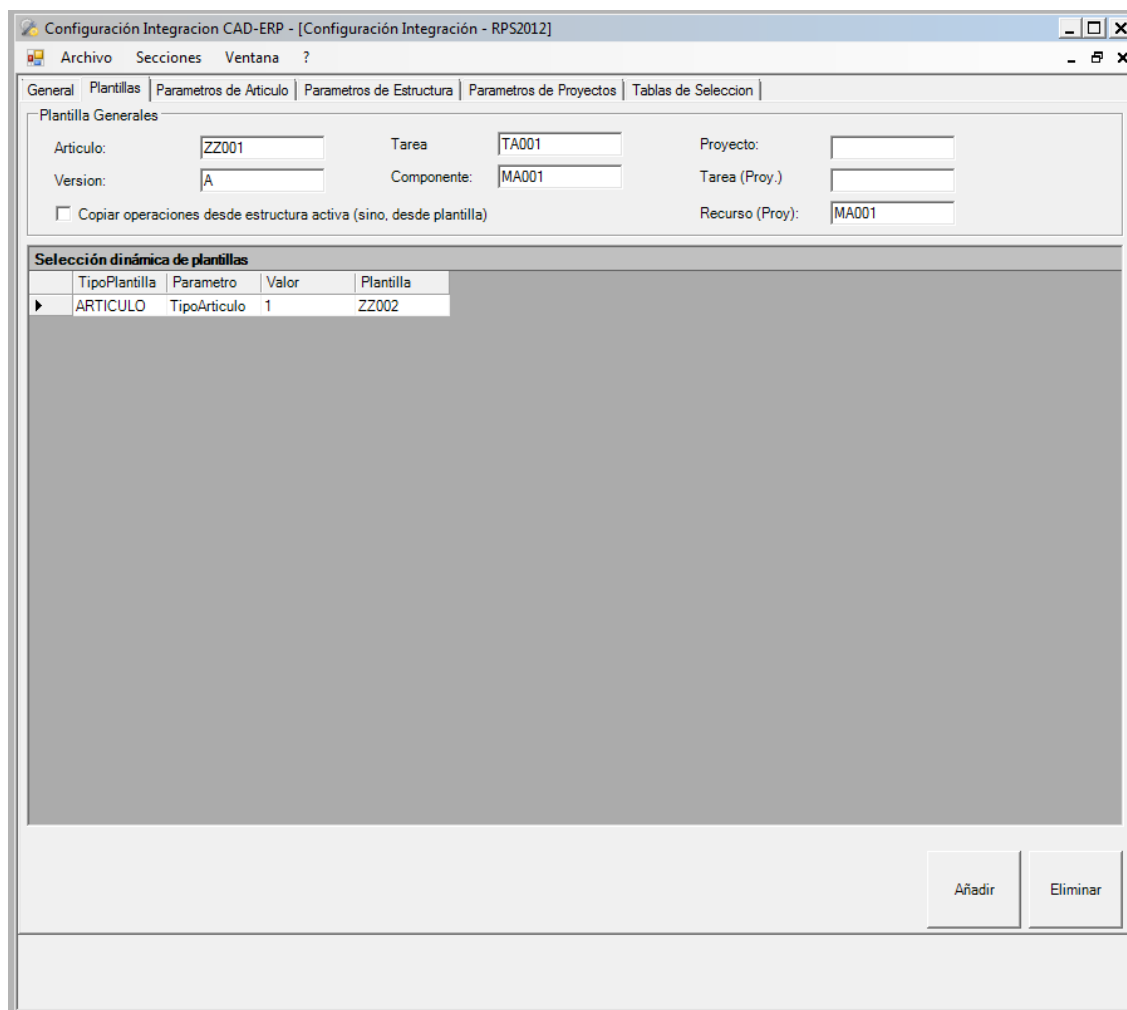 Configuración Integracion CAD-ERP - [Configuración Integración - RPS2012]
Archivo Secciones Ventana ?
General Plantillas Parametros de Articulo Parametros de Estructura Parametros de Proyectos Tablas de Seleccion
Plantilla Generales
Articulo: ZZ001 Tarea TA001 Proyecto:
Version: A Componente: MA001 Tarea (Proy.)
Copiar operaciones desde estructura activa (sino, desde plantilla) Recurso (Proy): MA001
Selección dinámica de plantillas
TipoPlantilla Parametro Valor Plantilla
ARTICULO TipoArticulo 1 ZZ002
Añadir Eliminar